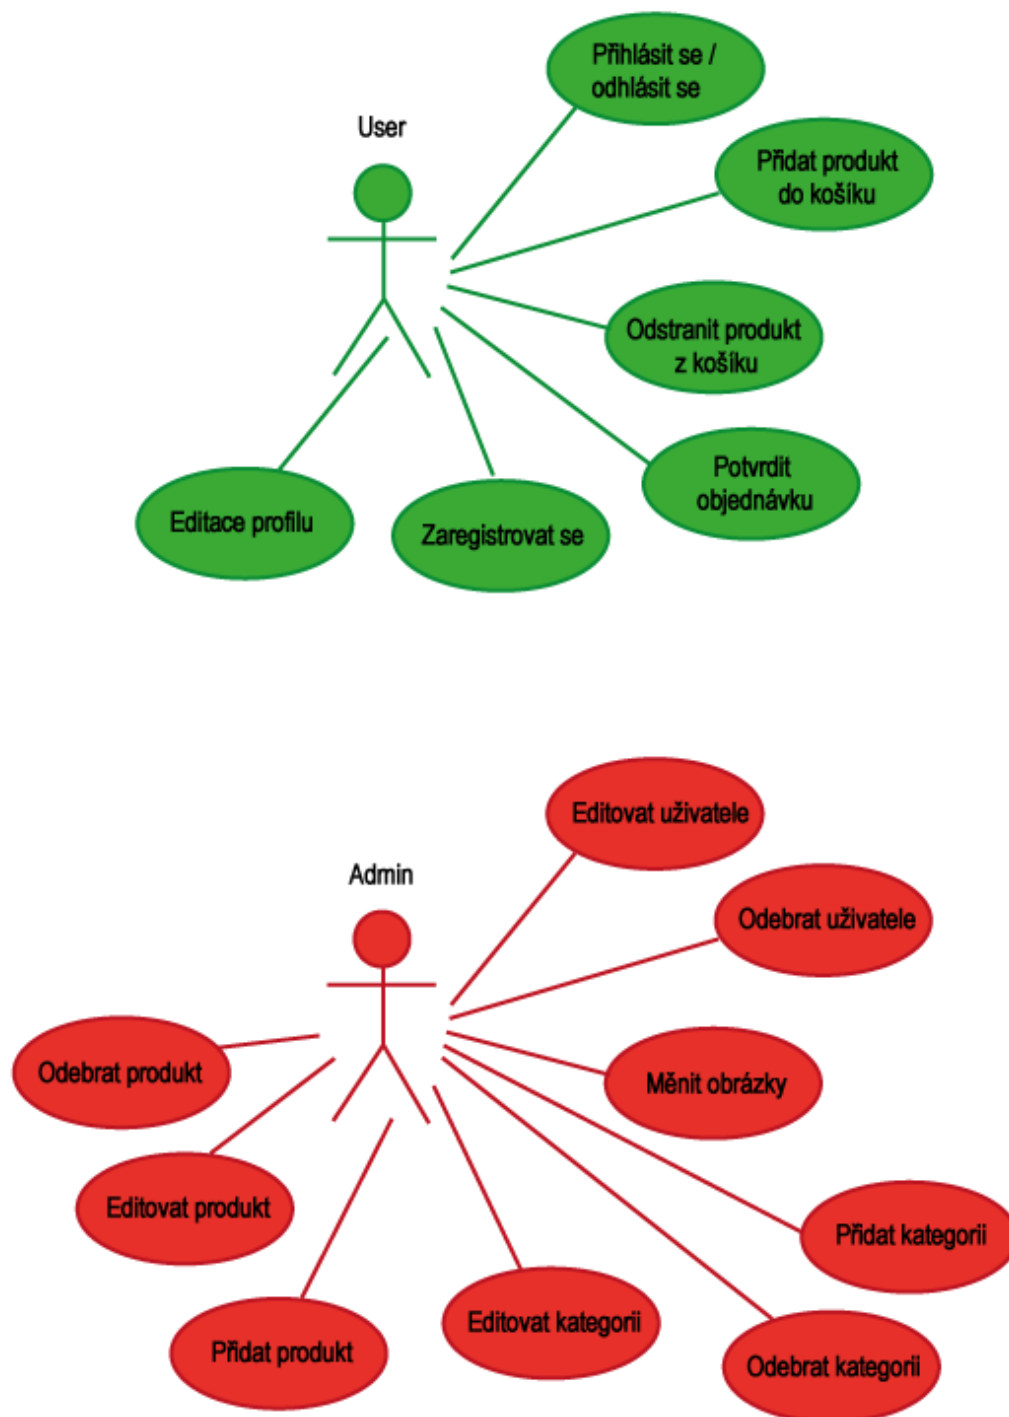 Přihlásit se /
odhlásit se
User
Přidat produkt
do košíku
Odstranit produkt
z košíku
Potvrdit
objednávku
Editace profilu
Zaregistrovat se
Editovat uživatele
Admin
Odebrat uživatele
Odebrat produkt
Měnit obrázky
Editovat produkt
Přidat kategorii
Editovat kategorii
Přidat produkt
Odebrat kategorii